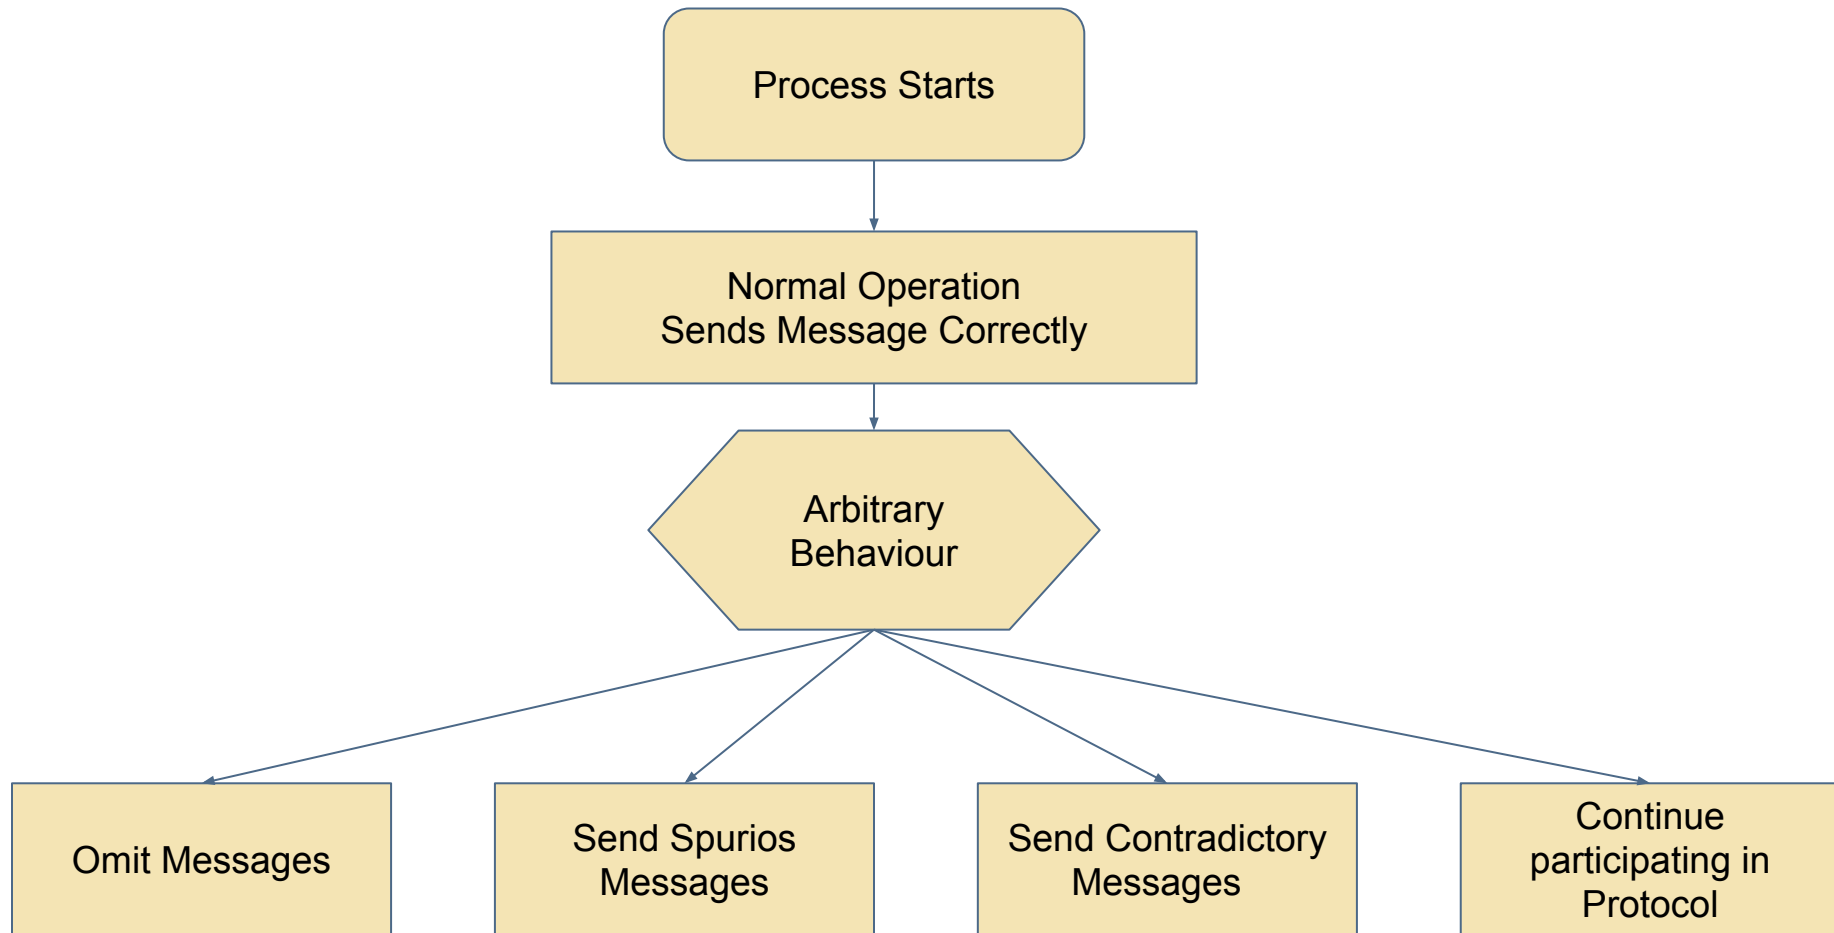 Process Starts
Normal Operation
Sends Message Correctly
Arbitrary
Behaviour
Omit Messages
Send Spurios
Messages
Send Contradictory
Messages
Continue
participating in
Protocol